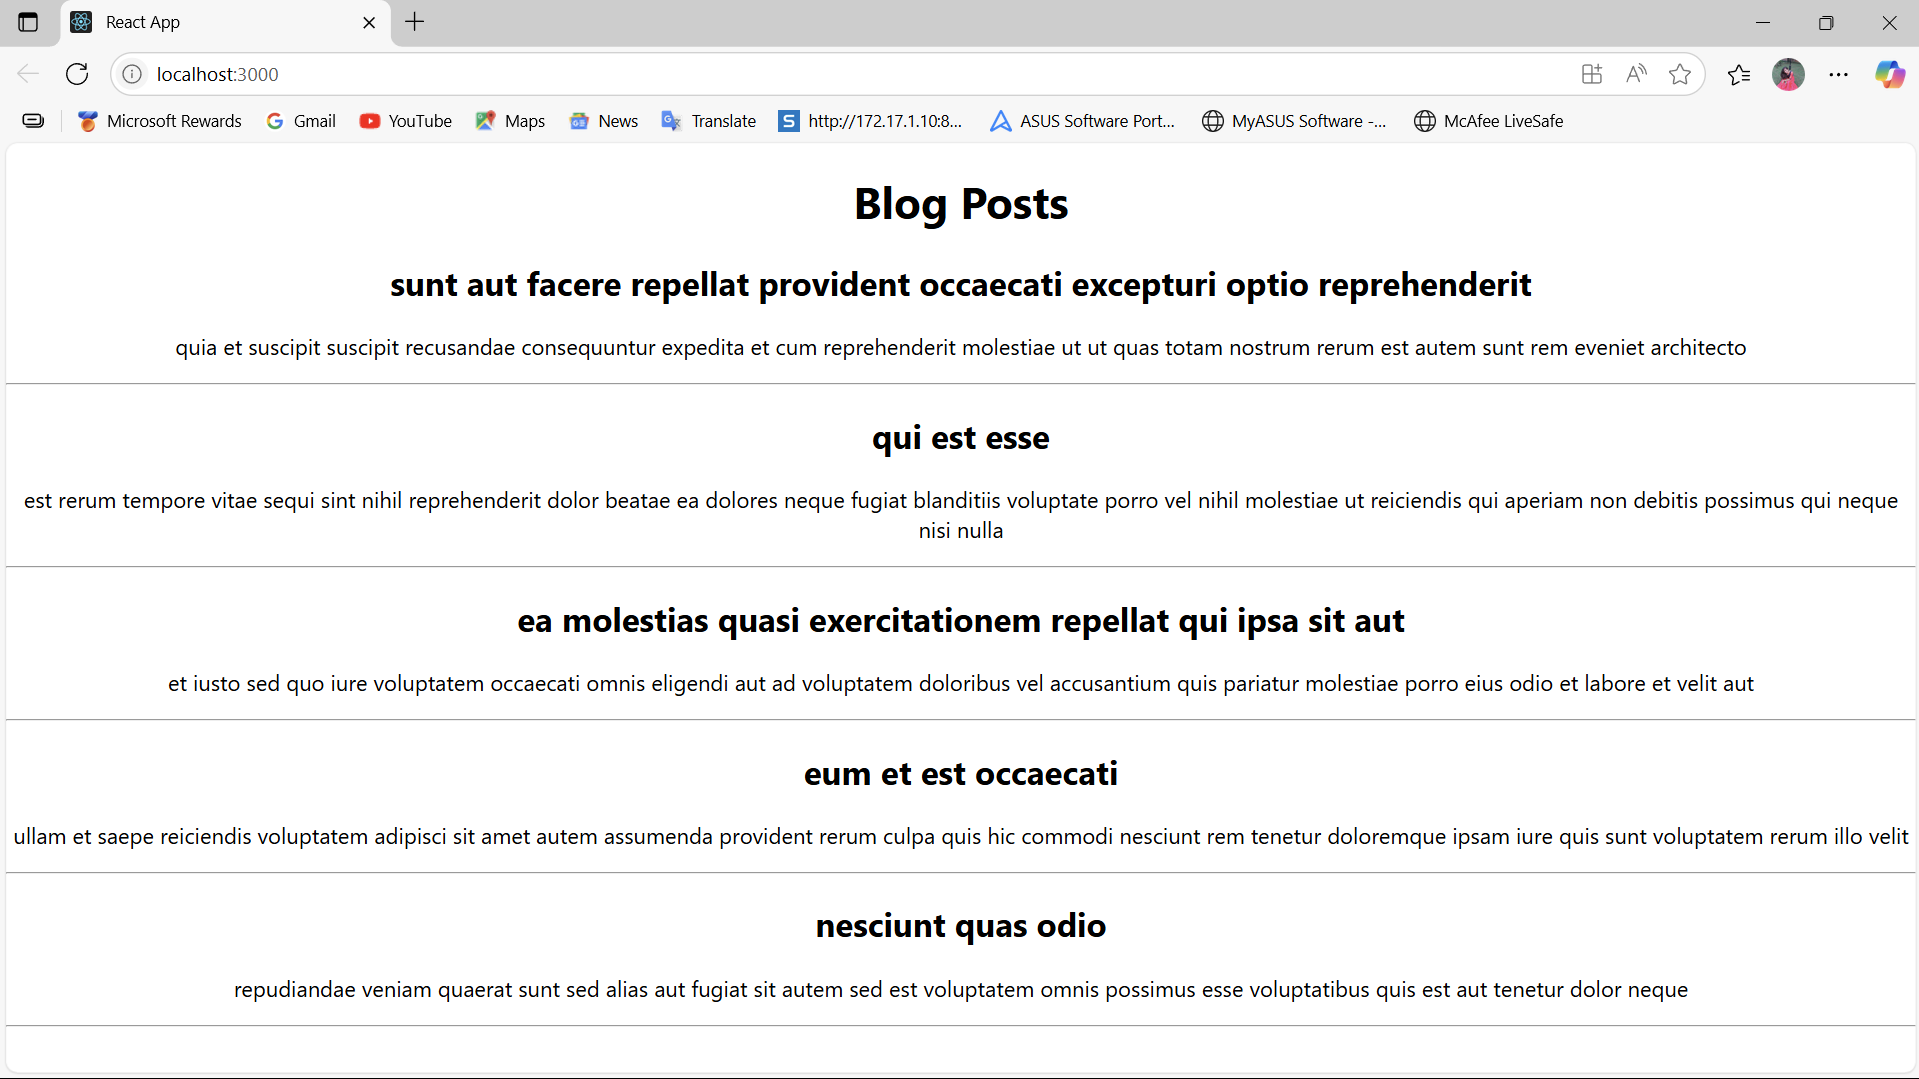 React App
localhost:3000
Microsoft Rewards Gmail YouTube Maps News Translate S http://172.17.1.10:8... ASUS Software Port... MyASUS Software -... McAfee LiveSafe
Blog Posts
sunt aut facere repellat provident occaecati excepturi optio reprehenderit
quia et suscipit suscipit recusandae consequuntur expedita et cum reprehenderit molestiae ut ut quas totam nostrum rerum est autem sunt rem eveniet architecto
qui est esse
est rerum tempore vitae sequi sint nihil reprehenderit dolor beatae ea dolores neque fugiat blanditiis voluptate porro vel nihil molestiae ut reiciendis qui aperiam non debitis possimus qui neque
nisi nulla
ea molestias quasi exercitationem repellat qui ipsa sit aut
et iusto sed quo iure voluptatem occaecati omnis eligendi aut ad voluptatem doloribus vel accusantium quis pariatur molestiae porro eius odio et labore et velit aut
eum et est occaecati
ullam et saepe reiciendis voluptatem adipisci sit amet autem assumenda provident rerum culpa quis hic commodi nesciunt rem tenetur doloremque ipsam iure quis sunt voluptatem rerum illo velit
nesciunt quas odio
repudiandae veniam quaerat sunt sed alias aut fugiat sit autem sed est voluptatem omnis possimus esse voluptatibus quis est aut tenetur dolor neque